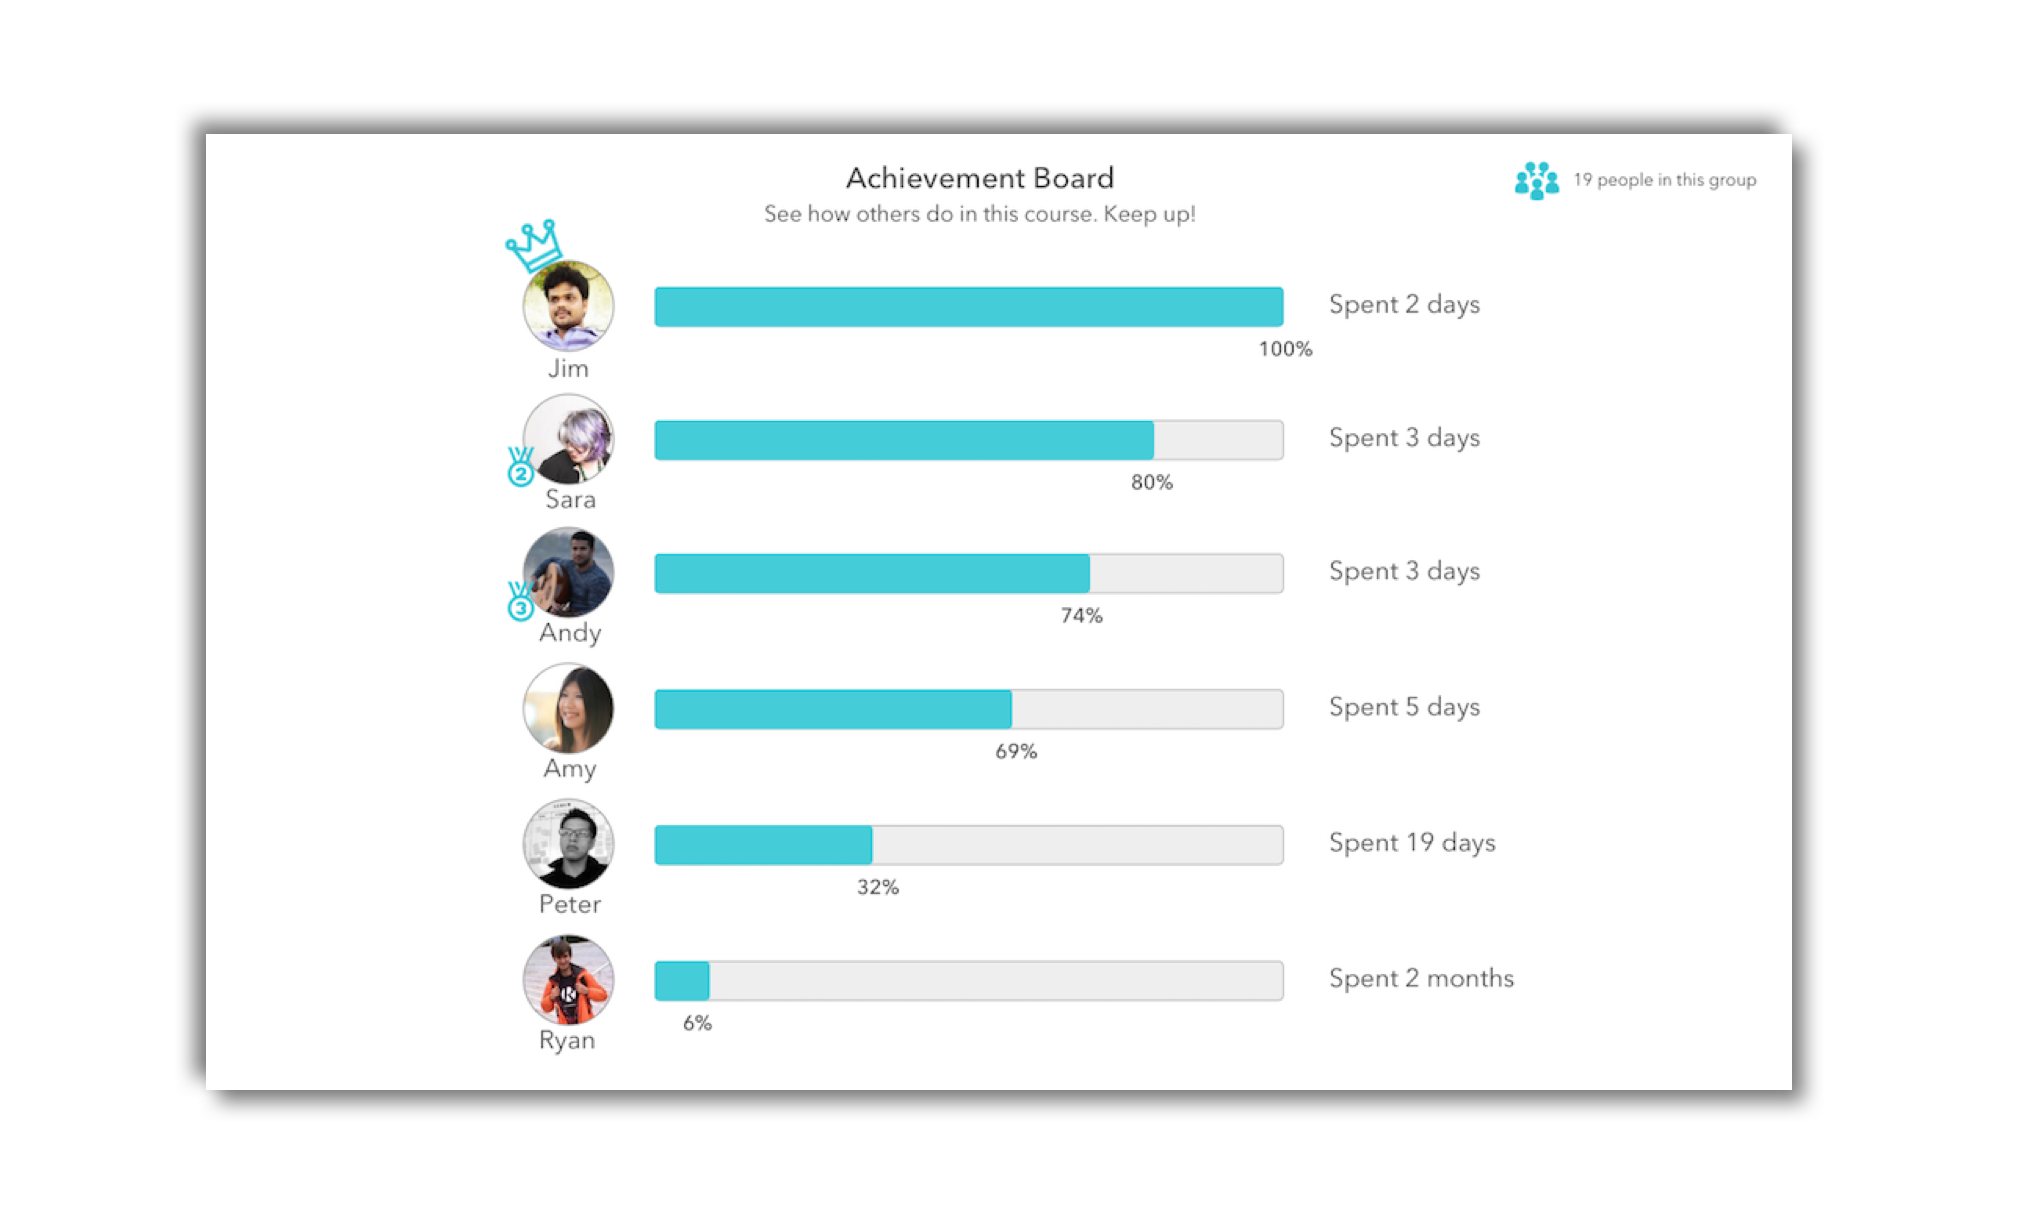 Achievement Board
See how others do in this course. Keep up!
19 people in this group
Spent 2 days
100%
Jim
Spent 3 days
80%
2
Sara
Spent 3 days
74%
3
Andy
Spent 5 days
69%
Amy
Spent 19 days
32%
Peter
Spent 2 months
6%
Ryan